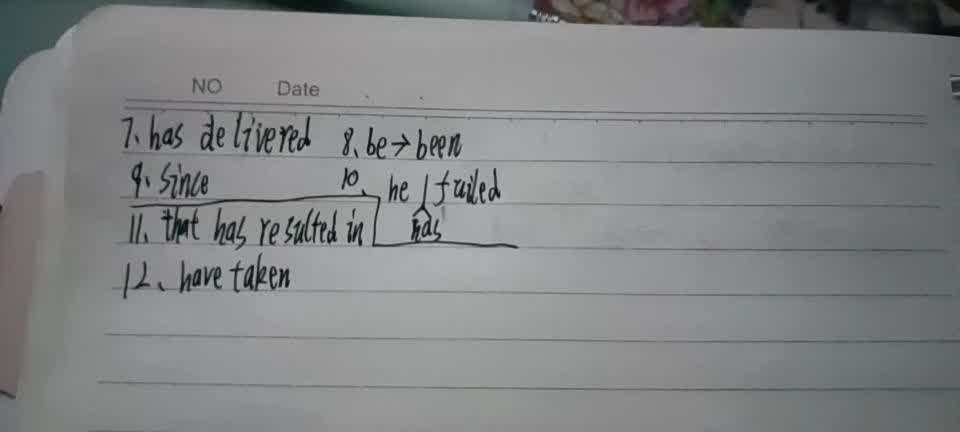 NO Date
7、has delivered 8、be→been
9、since 10、he failed
has
11、that has resulted in
12、have taken